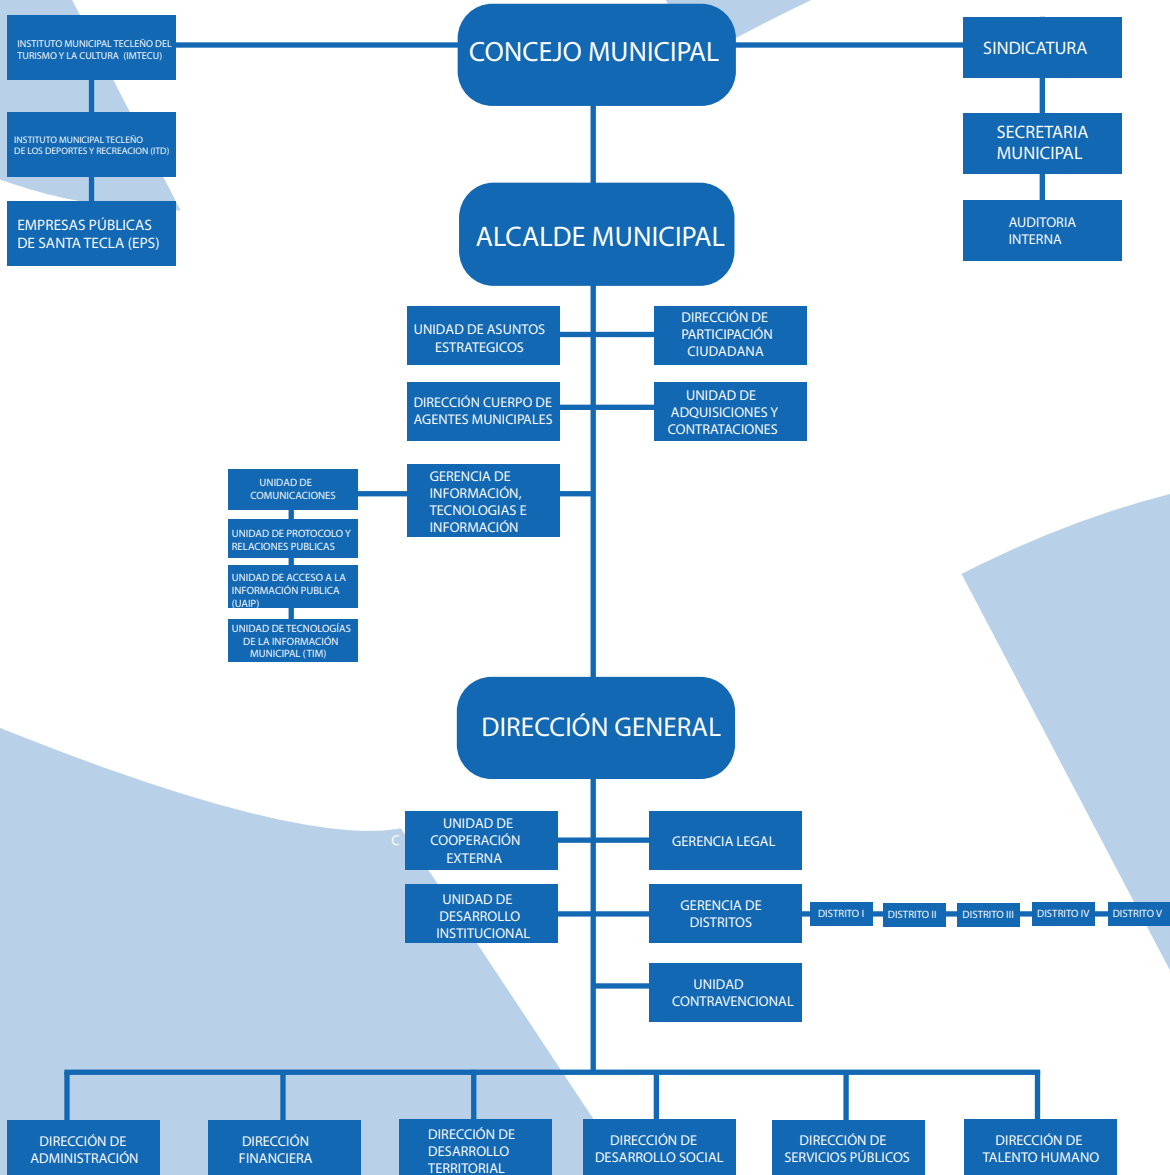 INSTITUTO MUNICIPAL TECLEÑO DEL
TURISMO Y LA CULTURA (IMTECU)
CONCEJO MUNICIPAL
SINDICATURA
INSTITUTO MUNICIPAL TECLEÑO
DE LOS DEPORTES Y RECREACION (ITD)
SECRETARIA
MUNICIPAL
EMPRESAS PÚBLICAS
DE SANTA TECLA (EPS)
ALCALDE MUNICIPAL
AUDITORIA
INTERNA
UNIDAD DE ASUNTOS
ESTRATEGICOS
DIRECCIÓN DE
PARTICIPACIÓN
CIUDADANA
DIRECCIÓN CUERPO DE
AGENTES MUNICIPALES
UNIDAD DE
ADQUISICIONES Y
CONTRATACIONES
UNIDAD DE
COMUNICACIONES
GERENCIA DE
INFORMACIÓN,
TECNOLOGIAS E
INFORMACIÓN
UNIDAD DE PROTOCOLO Y
RELACIONES PUBLICAS
UNIDAD DE ACCESO A LA
INFORMACIÓN PUBLICA
(UAIP)
UNIDAD DE TECNOLOGÍAS
DE LA INFORMACIÓN
MUNICIPAL (TIM)
DIRECCIÓN GENERAL
C
UNIDAD DE
COOPERACIÓN
EXTERNA
GERENCIA LEGAL
UNIDAD DE
DESARROLLO
INSTITUCIONAL
GERENCIA DE
DISTRITOS
DISTRITO I
DISTRITO II
DISTRITO III
DISTRITO IV
DISTRITO V
UNIDAD
CONTRAVENCIONAL
DIRECCIÓN DE
ADMINISTRACIÓN
DIRECCIÓN
FINANCIERA
DIRECCIÓN DE
DESARROLLO
TERRITORIAL
DIRECCIÓN DE
DESARROLLO SOCIAL
DIRECCIÓN DE
SERVICIOS PÚBLICOS
DIRECCIÓN DE
TALENTO HUMANO